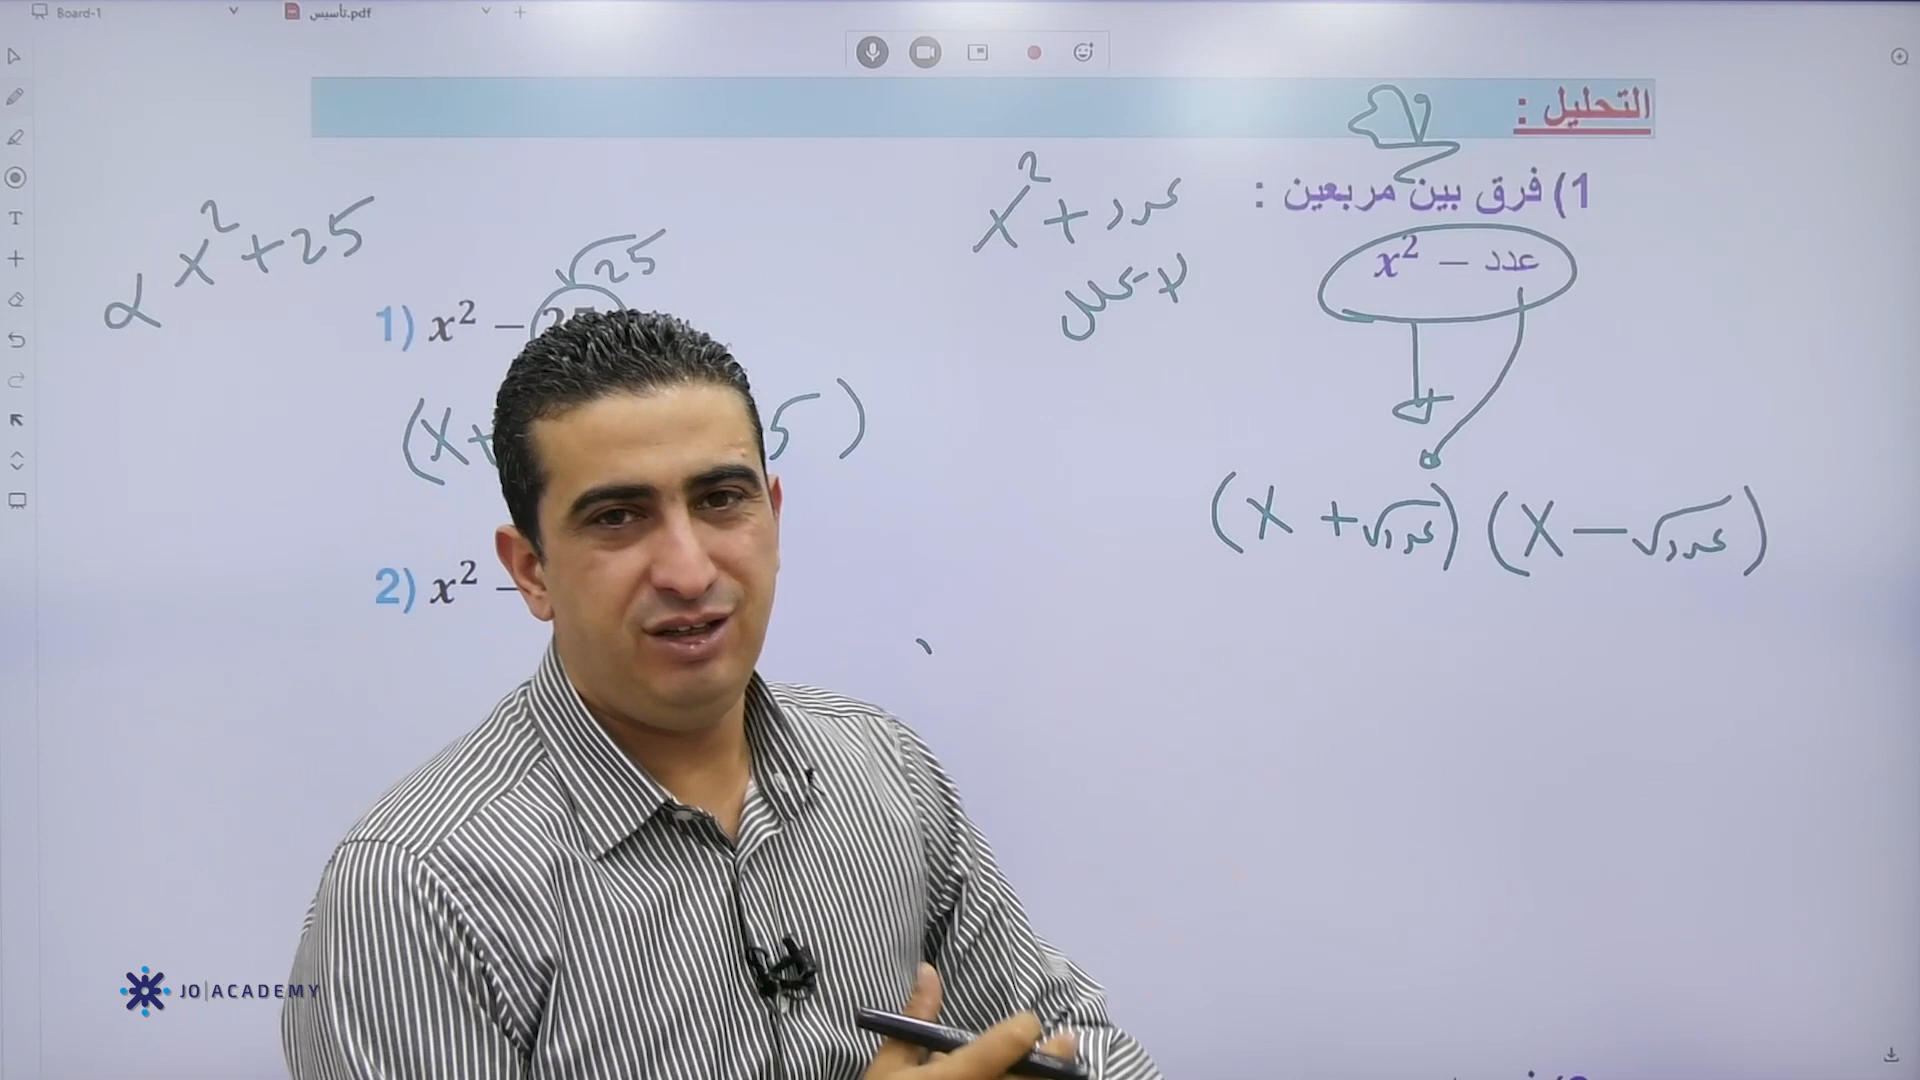 Board-1
تأسيس.pdf
التحليل :
1) فرق بين مربعين :
x² − عدد
x² + عدد
لا يحلل
(x + √عدد) (x − √عدد)
x² + 25
√25
1) x² −
(x+ 5)
2) x² −
JO|ACADEMY